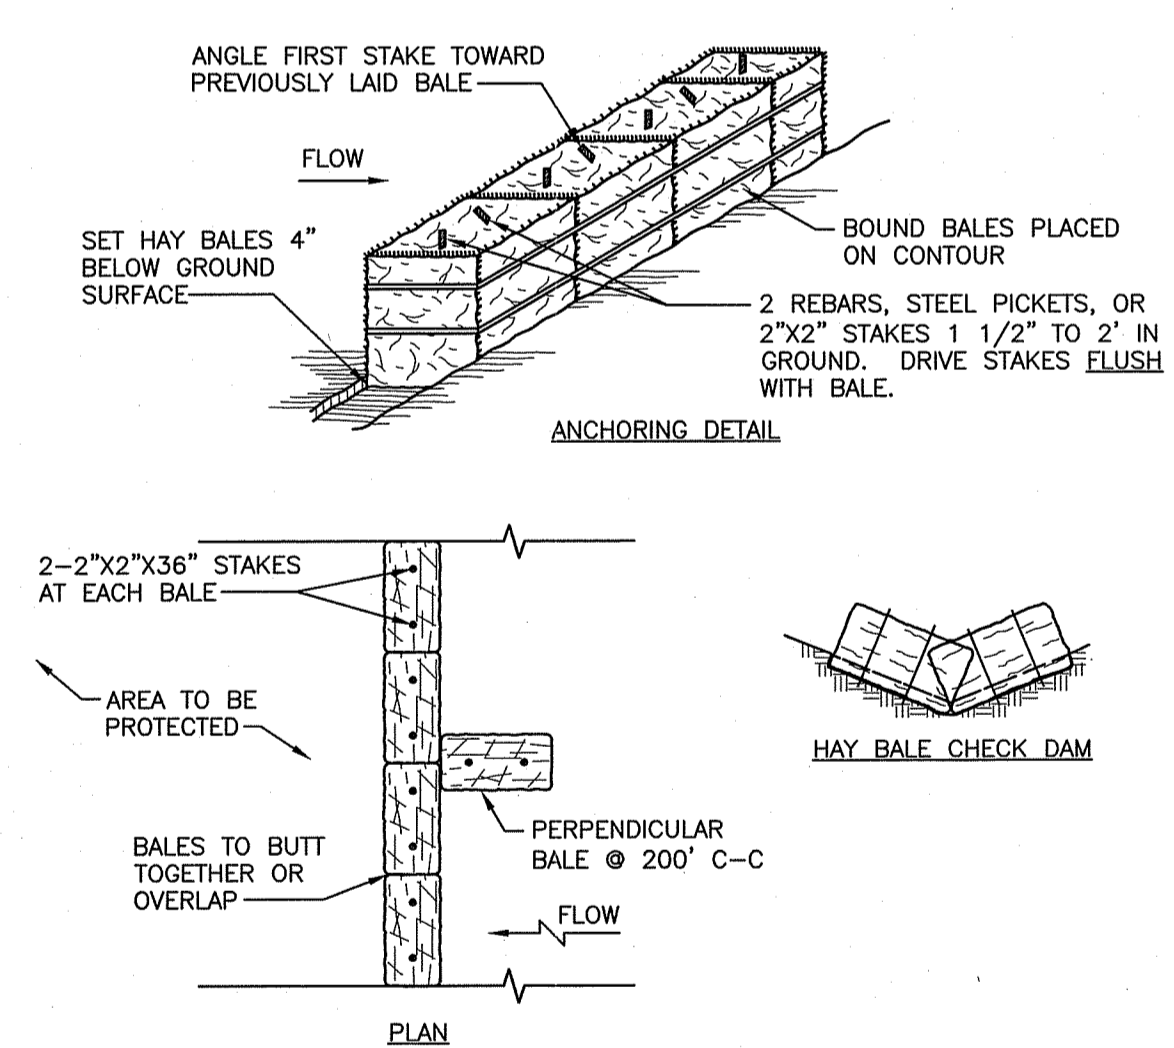 ANGLE FIRST STAKE TOWARD
PREVIOUSLY LAID BALE
FLOW
SET HAY BALES 4"
BELOW GROUND
SURFACE
BOUND BALES PLACED
ON CONTOUR
2 REBARS, STEEL PICKETS, OR
2"X2" STAKES 1 1/2" TO 2' IN
GROUND. DRIVE STAKES FLUSH
WITH BALE.
ANCHORING DETAIL
2-2"X2"X36" STAKES
AT EACH BALE
AREA TO BE
PROTECTED
BALES TO BUTT
TOGETHER OR
OVERLAP
PERPENDICULAR
BALE @ 200' C-C
FLOW
PLAN
HAY BALE CHECK DAM